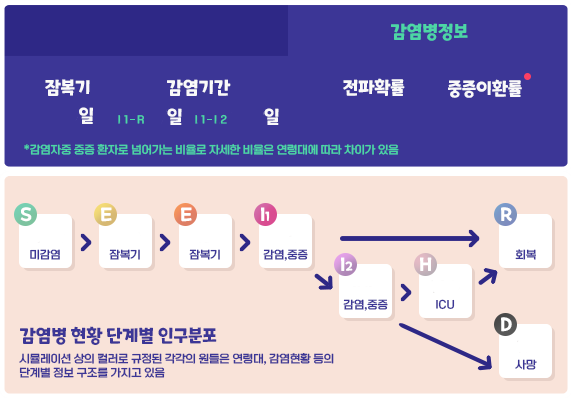 감염병정보
잠복기 감염기간 전파확률 중증이환률
일 I1-R 일 I1-I2 일
*감염자중 중증 환자로 넘어가는 비율로 자세한 비율은 연령대에 따라 차이가 있음
S E E I1 R
미감염 잠복기 잠복기 감염,중증 회복
I2 H
감염,중증 ICU
D
사망
감염병 현황 단계별 인구분포
시뮬레이션 상의 컬러로 규정된 각각의 원들은 연령대, 감염현황 등의
단계별 정보 구조를 가지고 있음